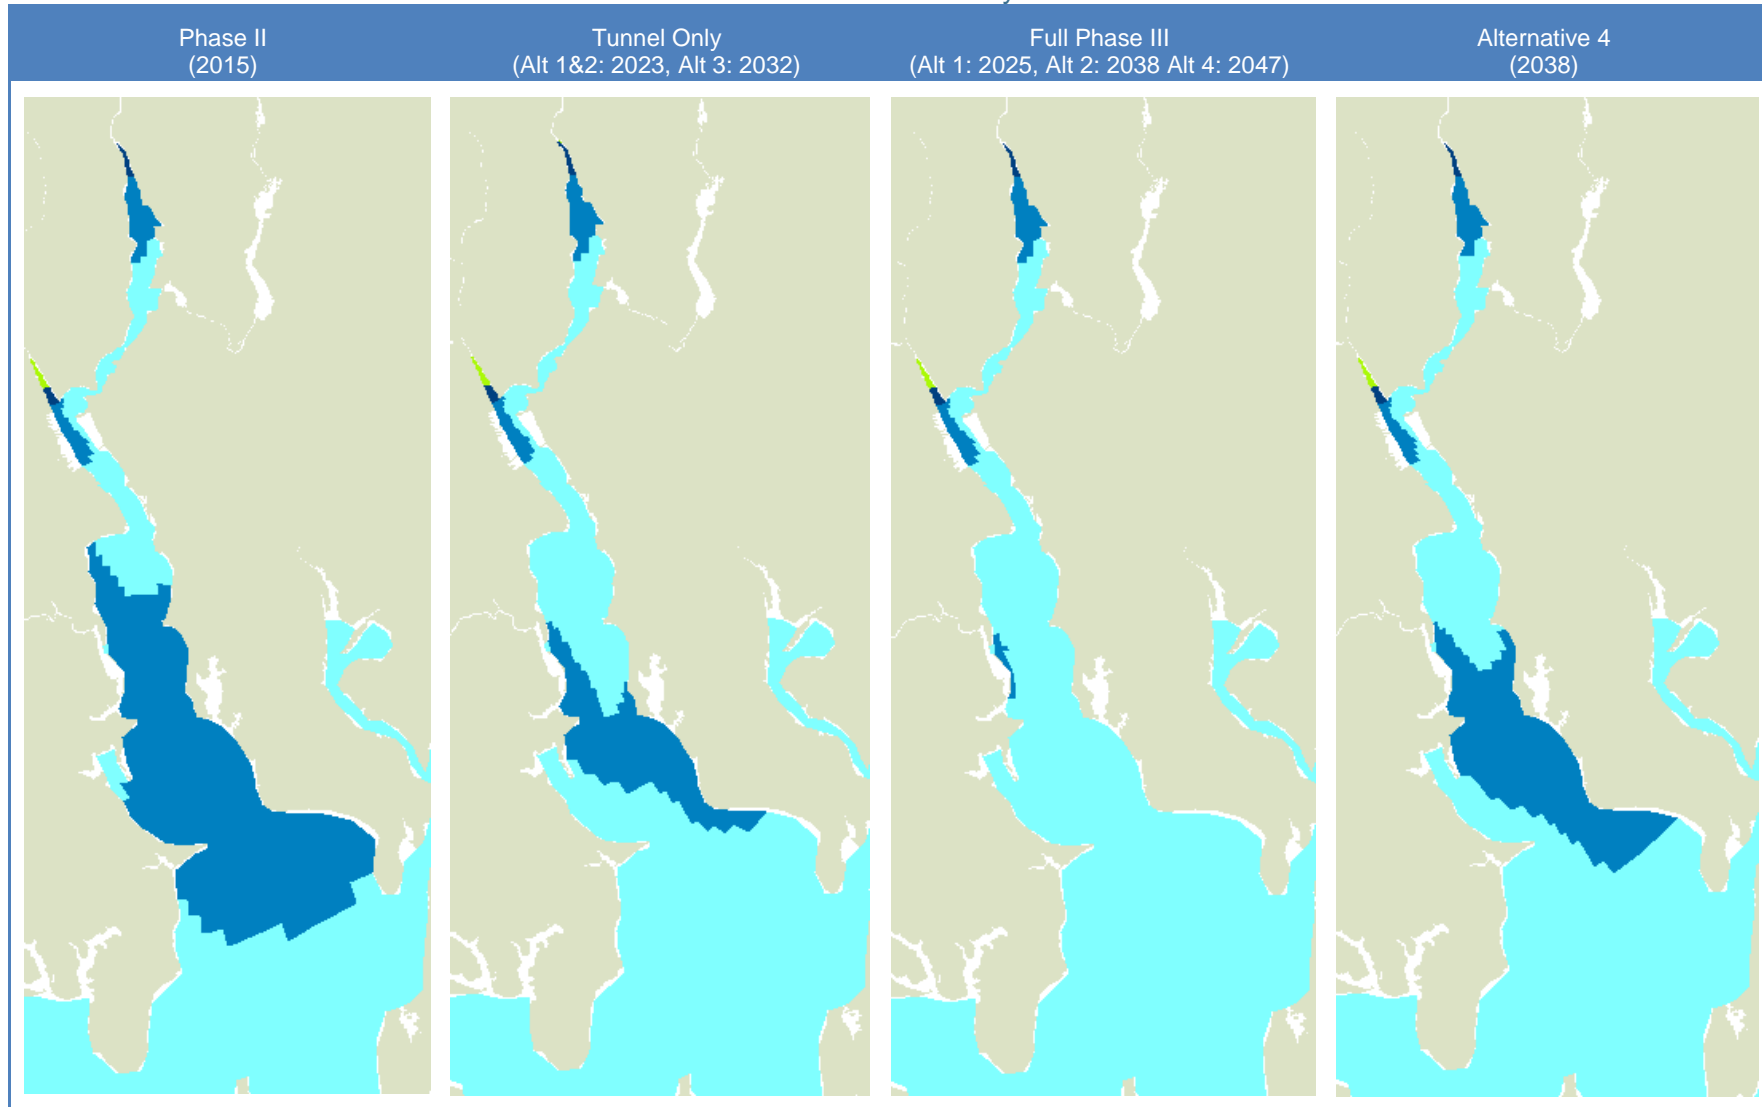 Phase II
(2015)
Tunnel Only
(Alt 1&2: 2023, Alt 3: 2032)
Full Phase III
(Alt 1: 2025, Alt 2: 2038 Alt 4: 2047)
Alternative 4
(2038)